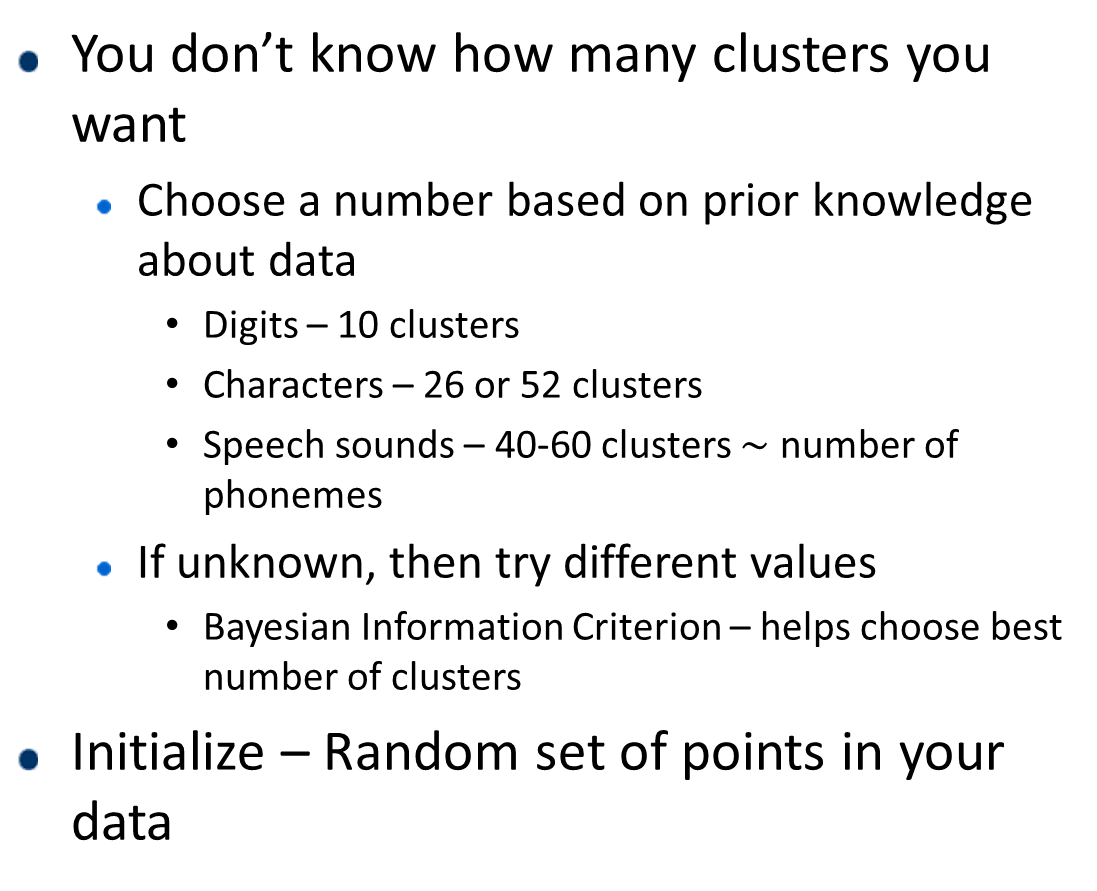 • You don’t know how many clusters you
want
• Choose a number based on prior knowledge
about data
• Digits – 10 clusters
• Characters – 26 or 52 clusters
• Speech sounds – 40-60 clusters ~ number of
phonemes
• If unknown, then try different values
• Bayesian Information Criterion – helps choose best
number of clusters
• Initialize – Random set of points in your
data